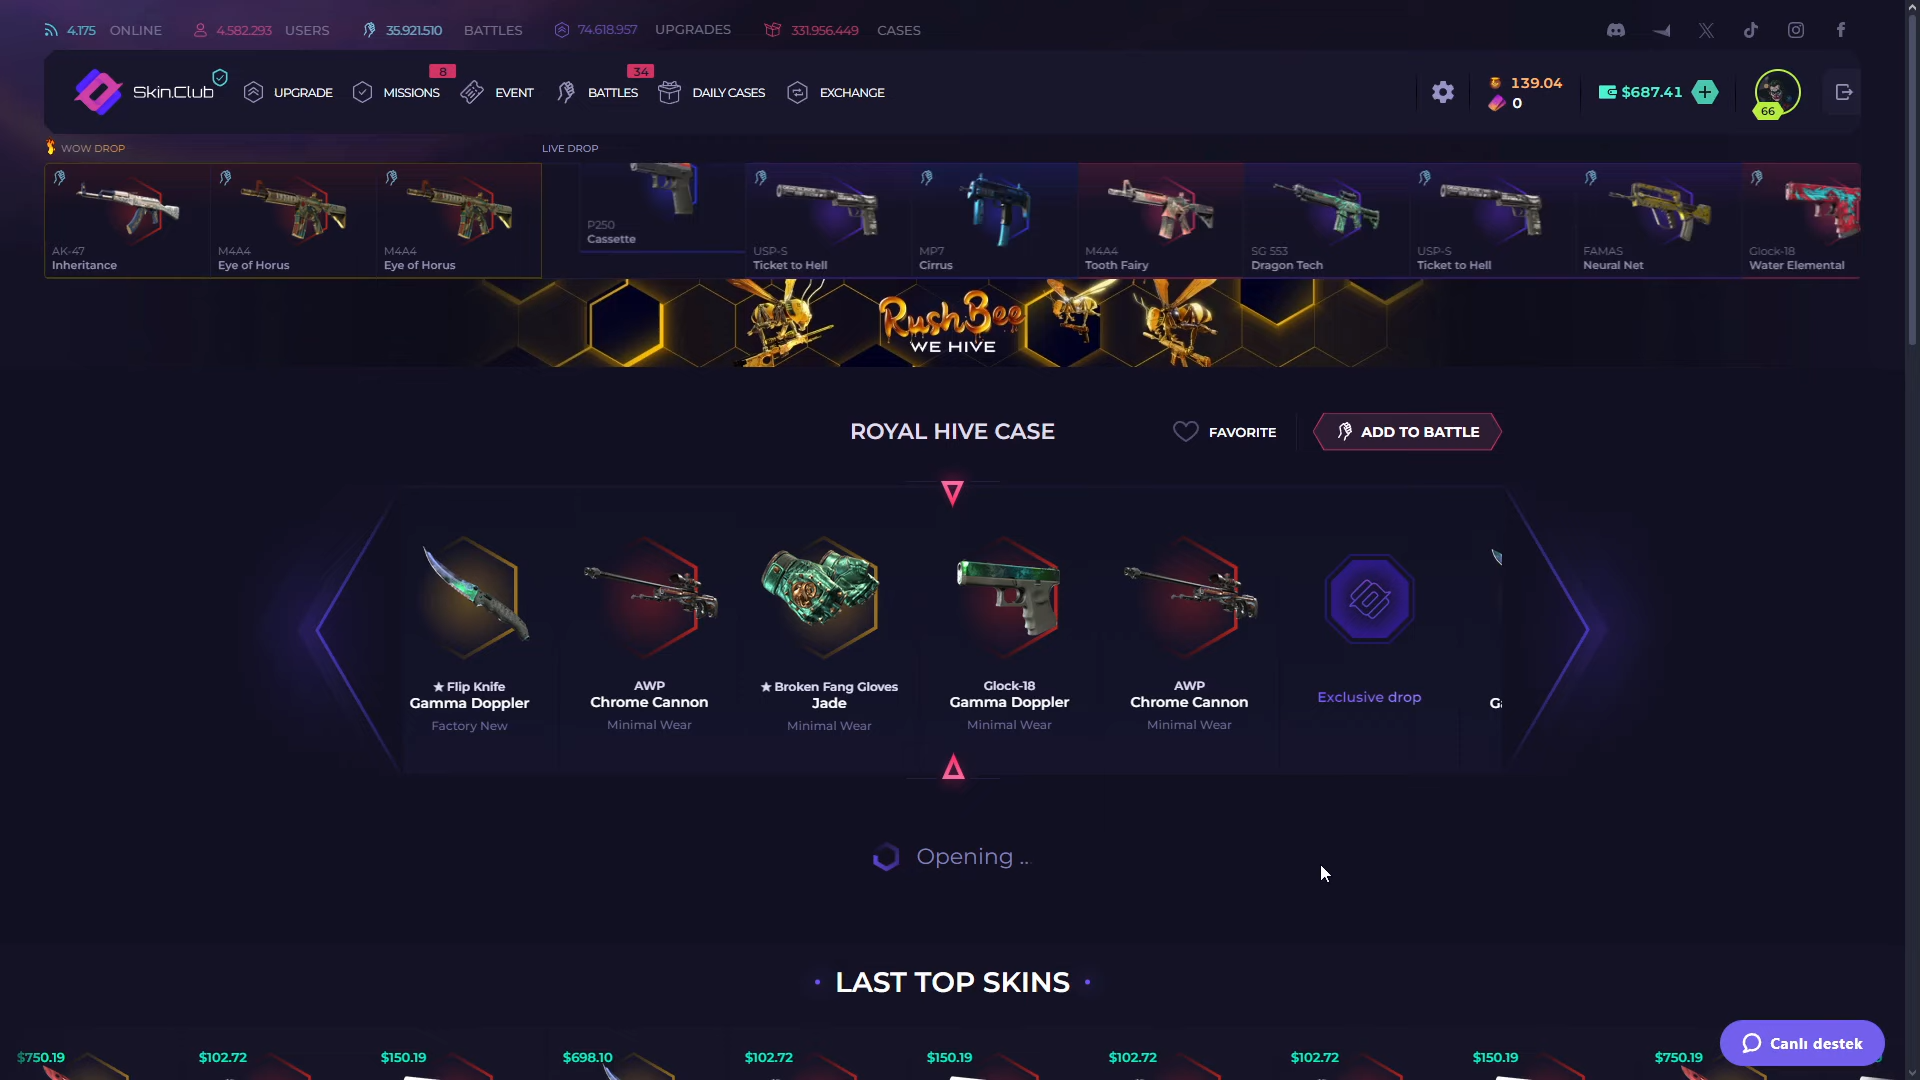 4.175 ONLINE 4.582.293 USERS 35.921.510 BATTLES 74.618.957 UPGRADES 331.956.449 CASES
Skin.Club UPGRADE MISSIONS 8 EVENT BATTLES 34 DAILY CASES EXCHANGE
139.04
0
$687.41
66
WOW DROP
LIVE DROP
AK-47
Inheritance
M4A4
Eye of Horus
M4A4
Eye of Horus
P250
Cassette
USP-S
Ticket to Hell
MP7
Cirrus
M4A4
Tooth Fairy
SG 553
Dragon Tech
USP-S
Ticket to Hell
FAMAS
Neural Net
Glock-18
Water Elemental
RushBee
WE HIVE
ROYAL HIVE CASE
FAVORITE
ADD TO BATTLE
★ Flip Knife
Gamma Doppler
Factory New
AWP
Chrome Cannon
Minimal Wear
★ Broken Fang Gloves
Jade
Minimal Wear
Glock-18
Gamma Doppler
Minimal Wear
AWP
Chrome Cannon
Minimal Wear
Exclusive drop
Opening ..
• LAST TOP SKINS •
$750.19 $102.72 $150.19 $698.10 $102.72 $150.19 $102.72 $102.72 $150.19 $750.19
Canlı destek